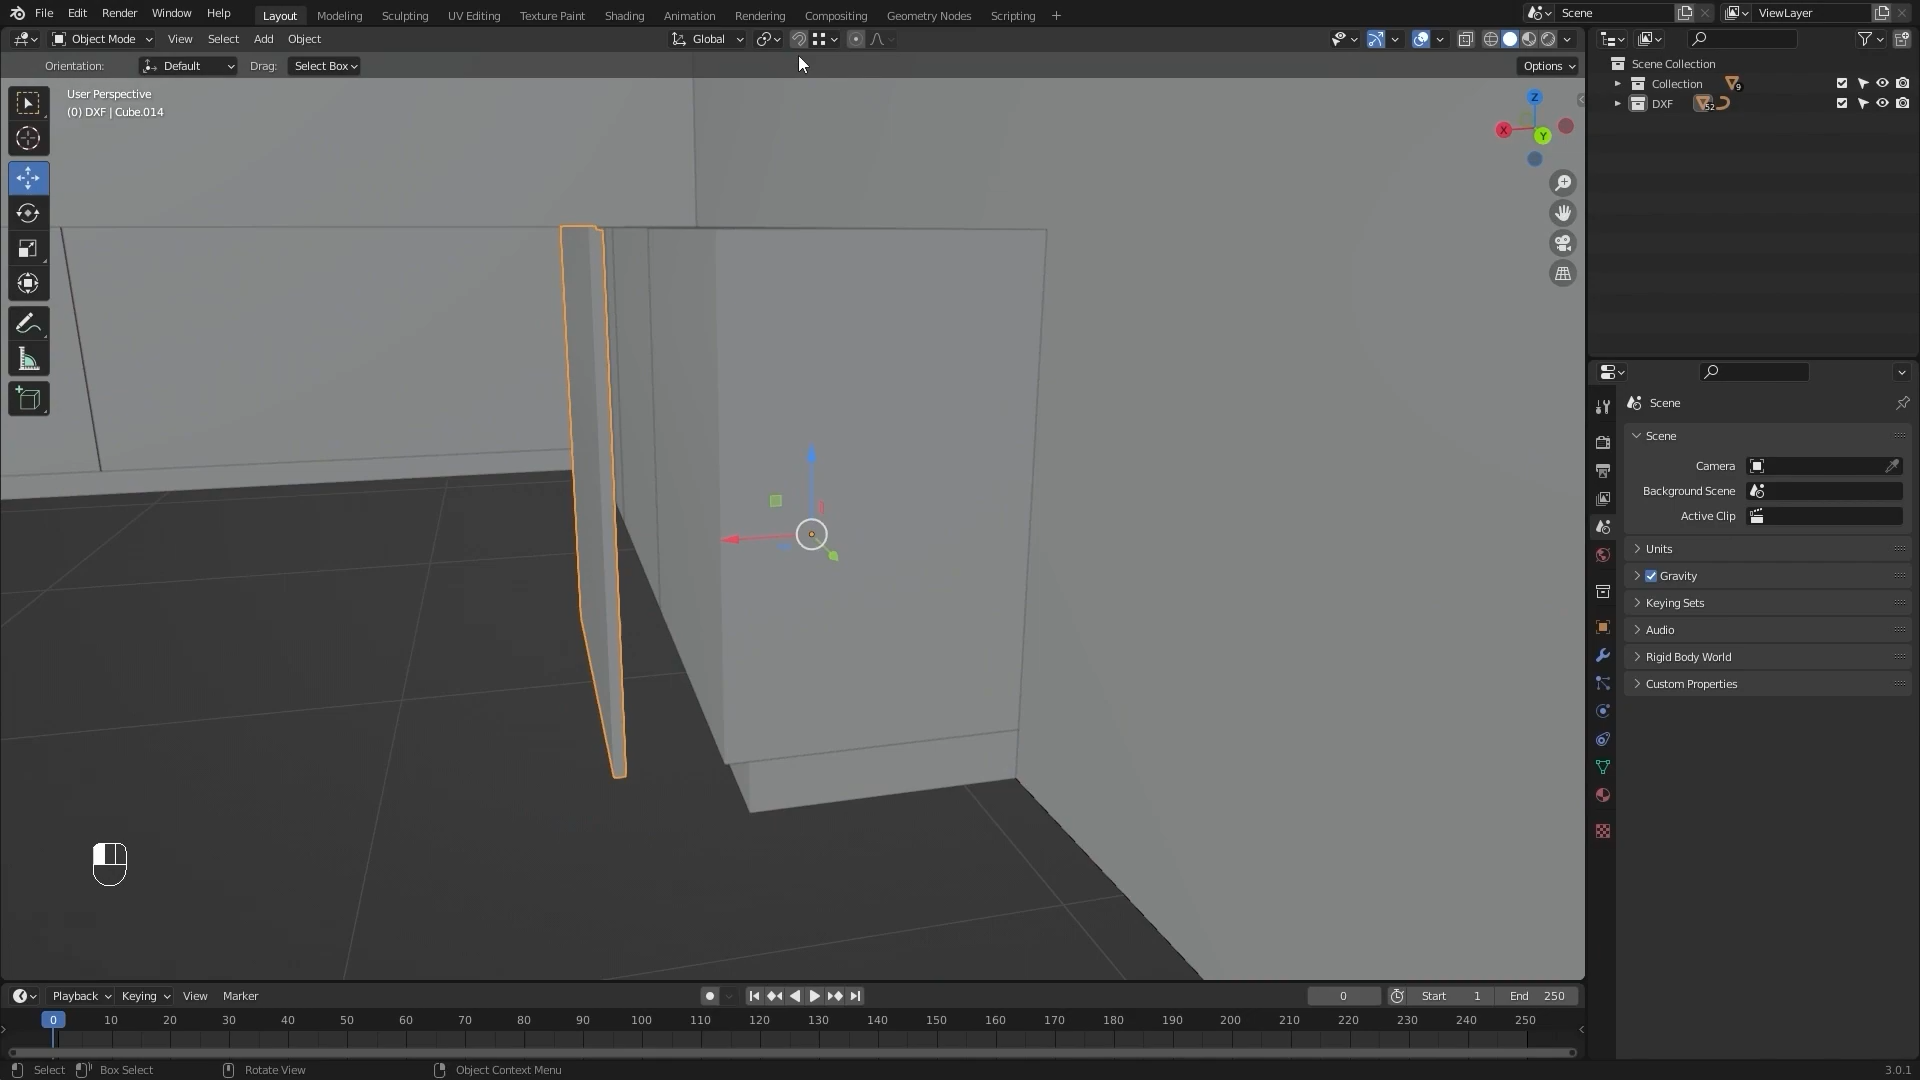 File Edit Render Window Help Layout Modeling Sculpting UV Editing Texture Paint Shading Animation Rendering Compositing Geometry Nodes Scripting + Scene ViewLayer
Object Mode View Select Add Object Global
Orientation: Default Drag: Select Box Options
Scene Collection
Collection 9
DXF 52
User Perspective
(0) DXF | Cube.014
Z
X
Y
Scene
Scene
Camera
Background Scene
Active Clip
Units
Gravity
Keying Sets
Audio
Rigid Body World
Custom Properties
Playback Keying View Marker 0 Start 1 End 250
0 10 20 30 40 50 60 70 80 90 100 110 120 130 140 150 160 170 180 190 200 210 220 230 240 250
Select Box Select Rotate View Object Context Menu 3.0.1